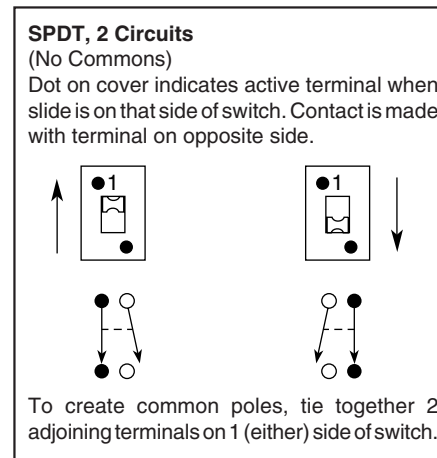 SPDT, 2 Circuits
(No Commons)
Dot on cover indicates active terminal when
slide is on that side of switch. Contact is made
with terminal on opposite side.
1
1
To create common poles, tie together 2
adjoining terminals on 1 (either) side of switch.